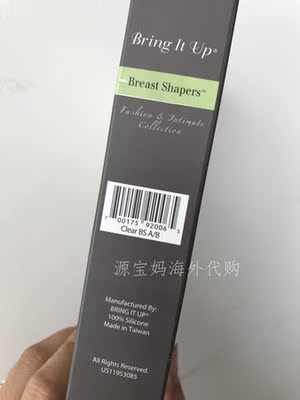 Bring It Up®
Breast Shapers™
Fashion & Intimate
Collection
7 00175 92006 5
Clear BS A/B
源宝妈海外代购
Manufactured By:
BRING IT UP®
100% Silicone
Made in Taiwan
All Rights Reserved.
US11953085